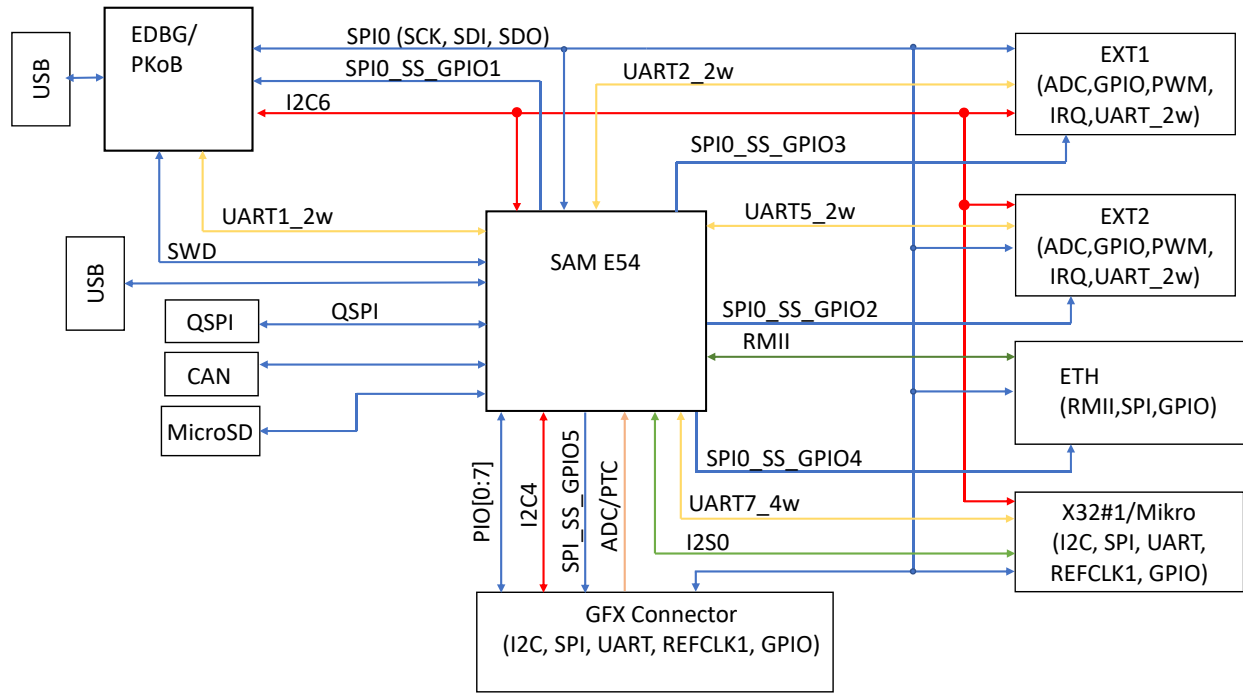 EDBG/
PKoB
USB
SPI0 (SCK, SDI, SDO)
SPI0_SS_GPIO1
I2C6
UART2_2w
EXT1
(ADC,GPIO,PWM,
IRQ,UART_2w)
SPI0_SS_GPIO3
UART1_2w
SWD
USB
SAM E54
UART5_2w
EXT2
(ADC,GPIO,PWM,
IRQ,UART_2w)
QSPI
QSPI
SPI0_SS_GPIO2
RMII
CAN
ETH
(RMII,SPI,GPIO)
MicroSD
PIO[0:7]
I2C4
SPI_SS_GPIO5
ADC/PTC
SPI0_SS_GPIO4
UART7_4w
I2S0
X32#1/Mikro
(I2C, SPI, UART,
REFCLK1, GPIO)
GFX Connector
(I2C, SPI, UART, REFCLK1, GPIO)